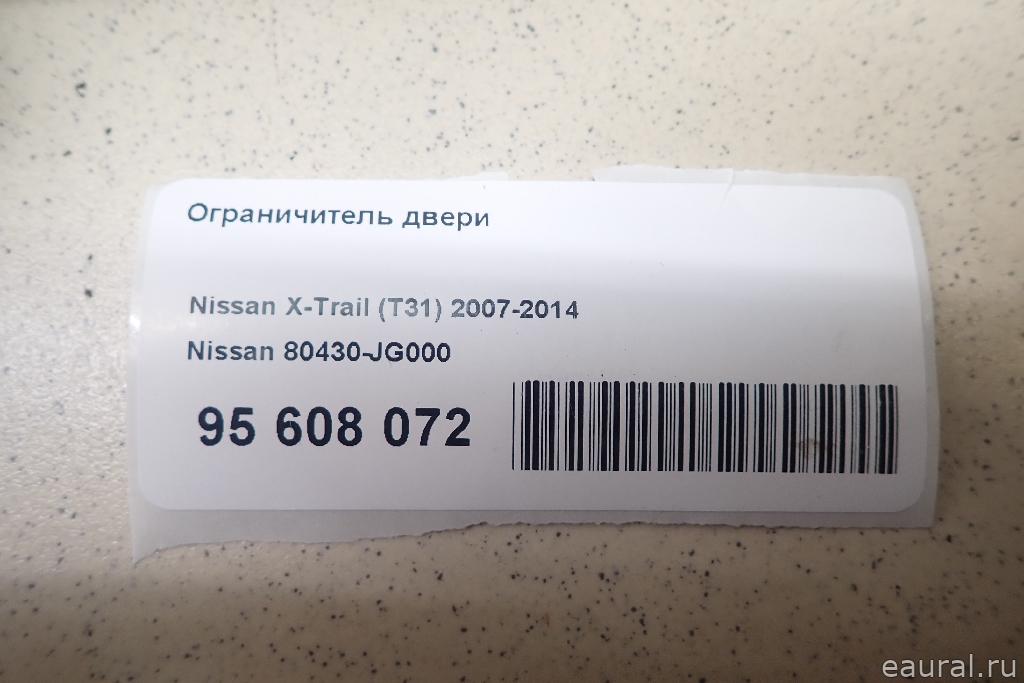 Ограничитель двери
Nissan X-Trail (T31) 2007-2014
Nissan 80430-JG000
95 608 072
eaural.ru